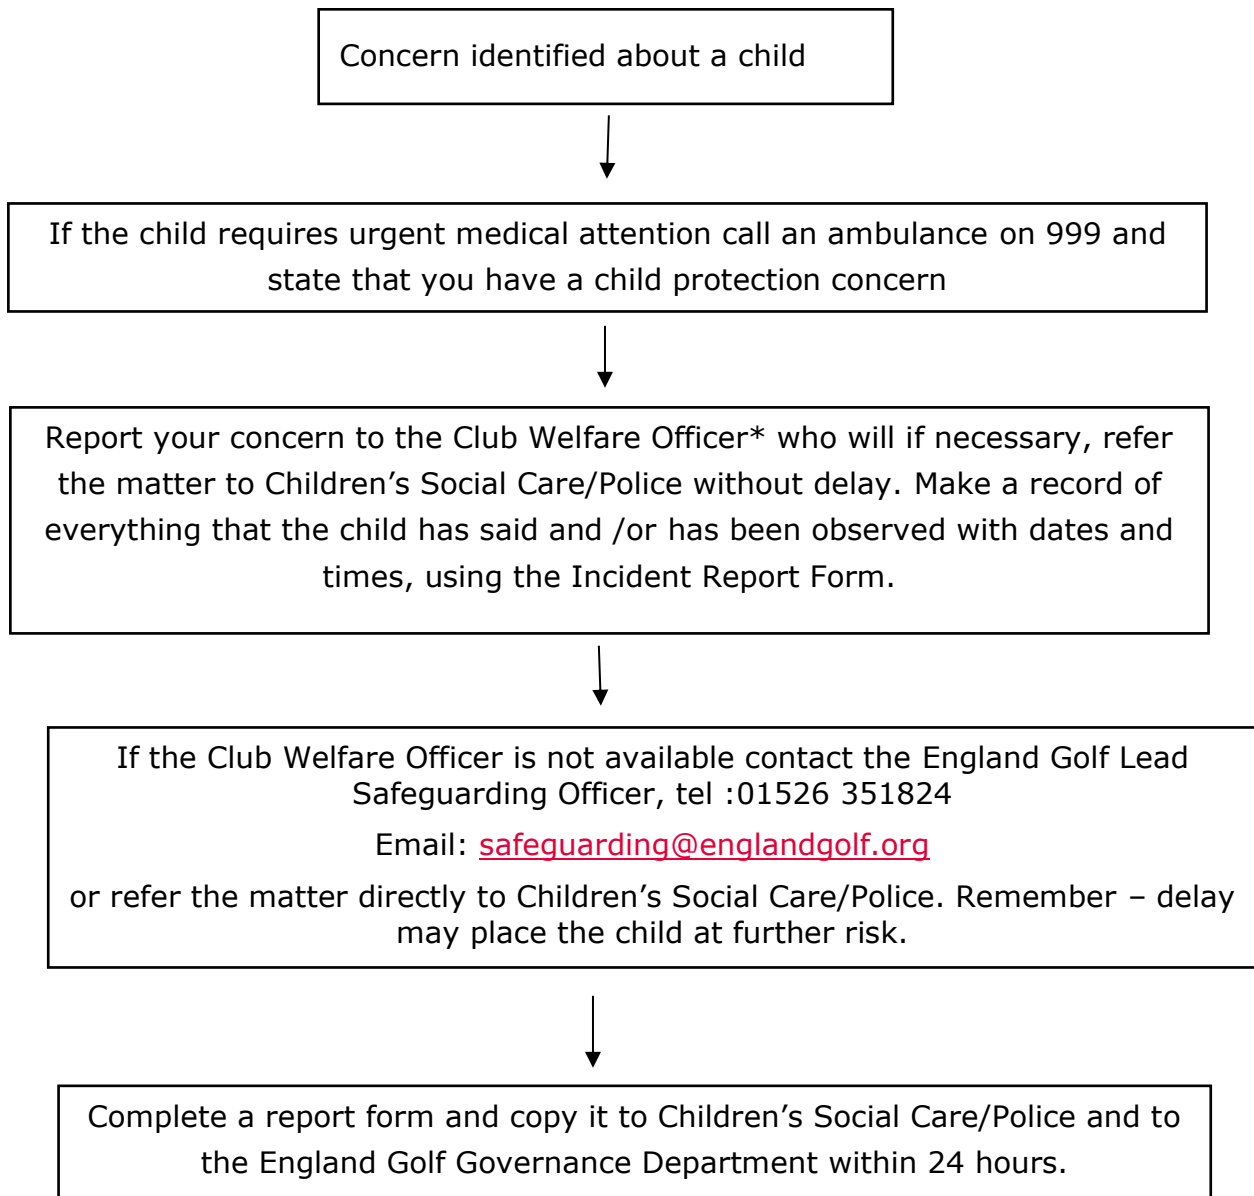 Concern identified about a child
If the child requires urgent medical attention call an ambulance on 999 and
state that you have a child protection concern
Report your concern to the Club Welfare Officer* who will if necessary, refer
the matter to Children’s Social Care/Police without delay. Make a record of
everything that the child has said and /or has been observed with dates and
times, using the Incident Report Form.
If the Club Welfare Officer is not available contact the England Golf Lead
Safeguarding Officer, tel :01526 351824
Email: safeguarding@englandgolf.org
or refer the matter directly to Children’s Social Care/Police. Remember – delay
may place the child at further risk.
Complete a report form and copy it to Children’s Social Care/Police and to
the England Golf Governance Department within 24 hours.